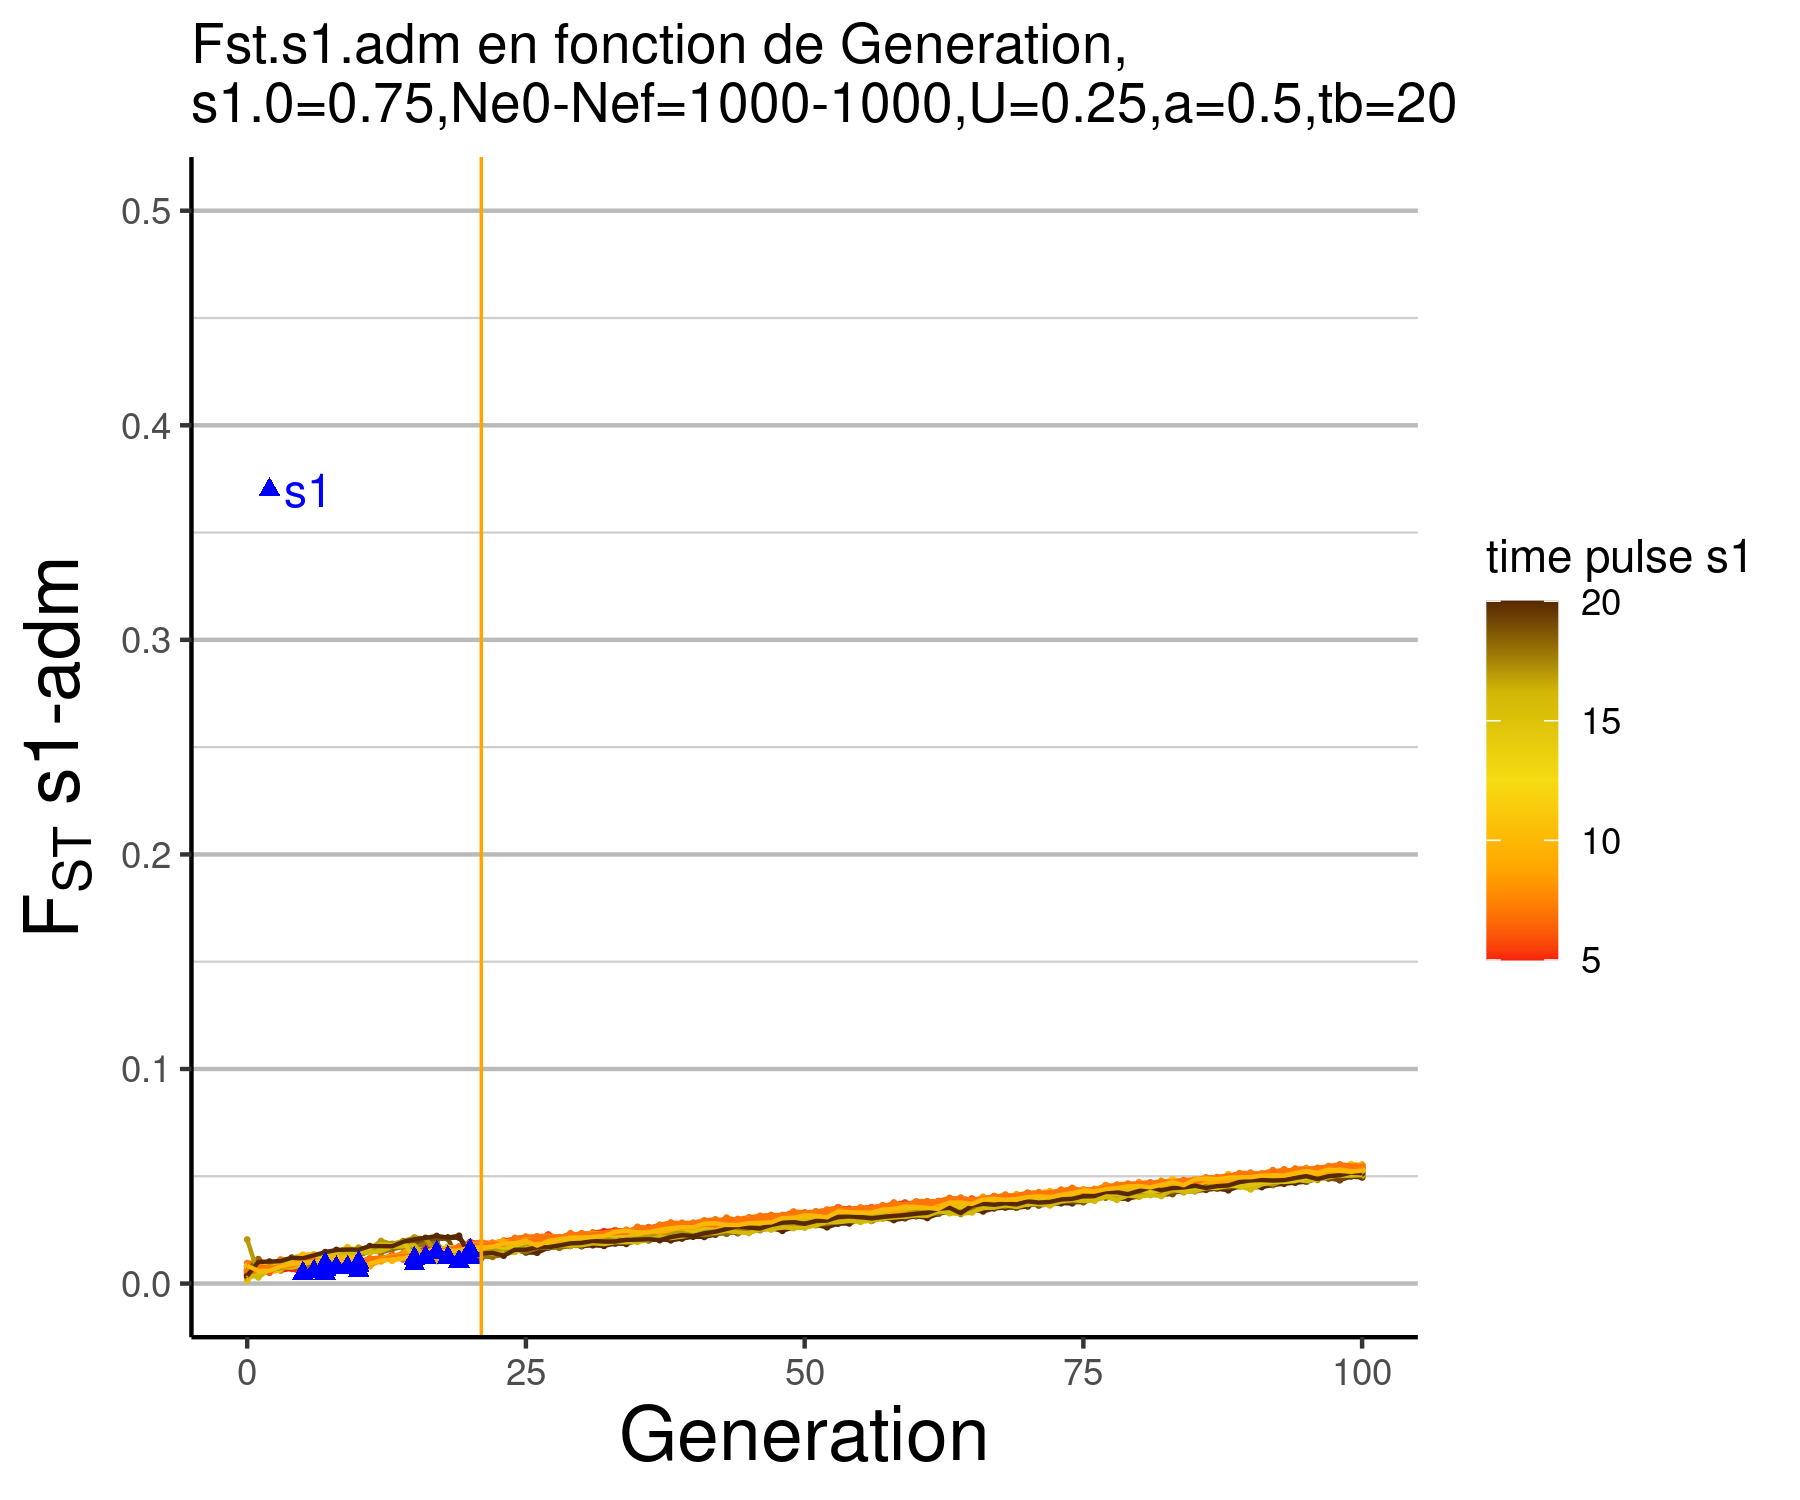 Fst.s1.adm en fonction de Generation,
s1.0=0.75,Ne0-Nef=1000-1000,U=0.25,a=0.5,tb=20
0.5
0.4
0.3
0.2
0.1
0.0
F_ST s1-adm
s1
0 25 50 75 100
Generation
time pulse s1
20
15
10
5